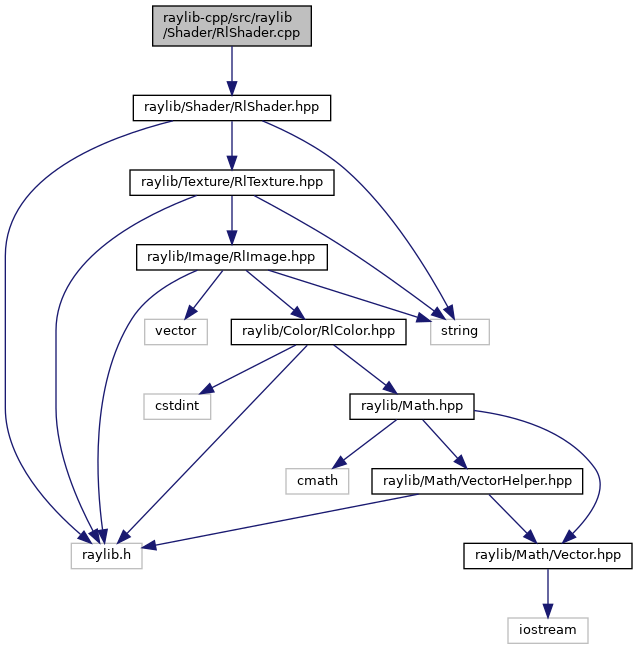 raylib-cpp/src/raylib
/Shader/RlShader.cpp
raylib/Shader/RlShader.hpp
raylib/Texture/RlTexture.hpp
raylib/Image/RlImage.hpp
vector
raylib/Color/RlColor.hpp
string
cstdint
raylib/Math.hpp
cmath
raylib/Math/VectorHelper.hpp
raylib.h
raylib/Math/Vector.hpp
iostream